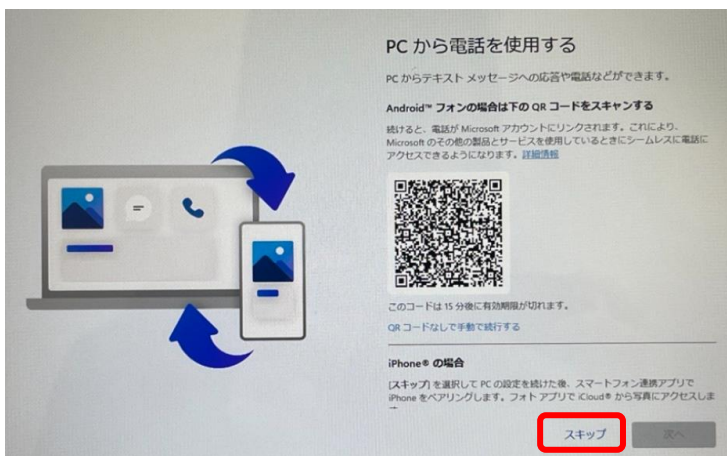 PC から電話を使用する
PC からテキスト メッセージへの応答や電話などができます。
Android™ フォンの場合は下の QR コードをスキャンする
続けると、電話が Microsoft アカウントにリンクされます。これにより、
Microsoft のその他の製品とサービスを使用しているときにシームレスに電話に
アクセスできるようになります。詳細情報
このコードは 15 分後に有効期限が切れます。
QR コードなしで手動で続行する
iPhone® の場合
[スキップ] を選択して PC の設定を続けた後、スマートフォン連携アプリで
iPhone をペアリングします。フォト アプリで iCloud® から写真にアクセスしま
スキップ
次へ